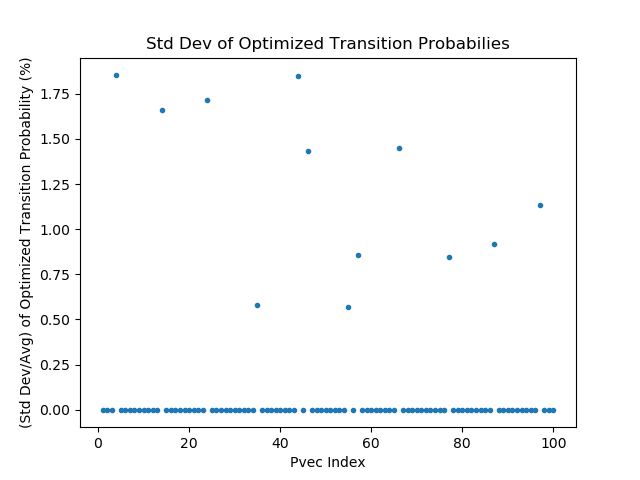 Std Dev of Optimized Transition Probabilies
(Std Dev/Avg) of Optimized Transition Probability (%)
1.75
1.50
1.25
1.00
0.75
0.50
0.25
0.00
0 20 40 60 80 100
Pvec Index